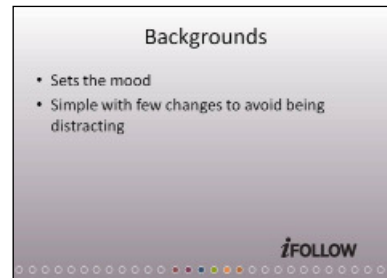 Backgrounds
• Sets the mood
• Simple with few changes to avoid being
distracting
iFOLLOW